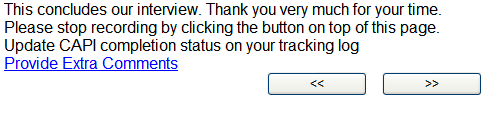 This concludes our interview. Thank you very much for your time.
Please stop recording by clicking the button on top of this page.
Update CAPI completion status on your tracking log
Provide Extra Comments
<< >>